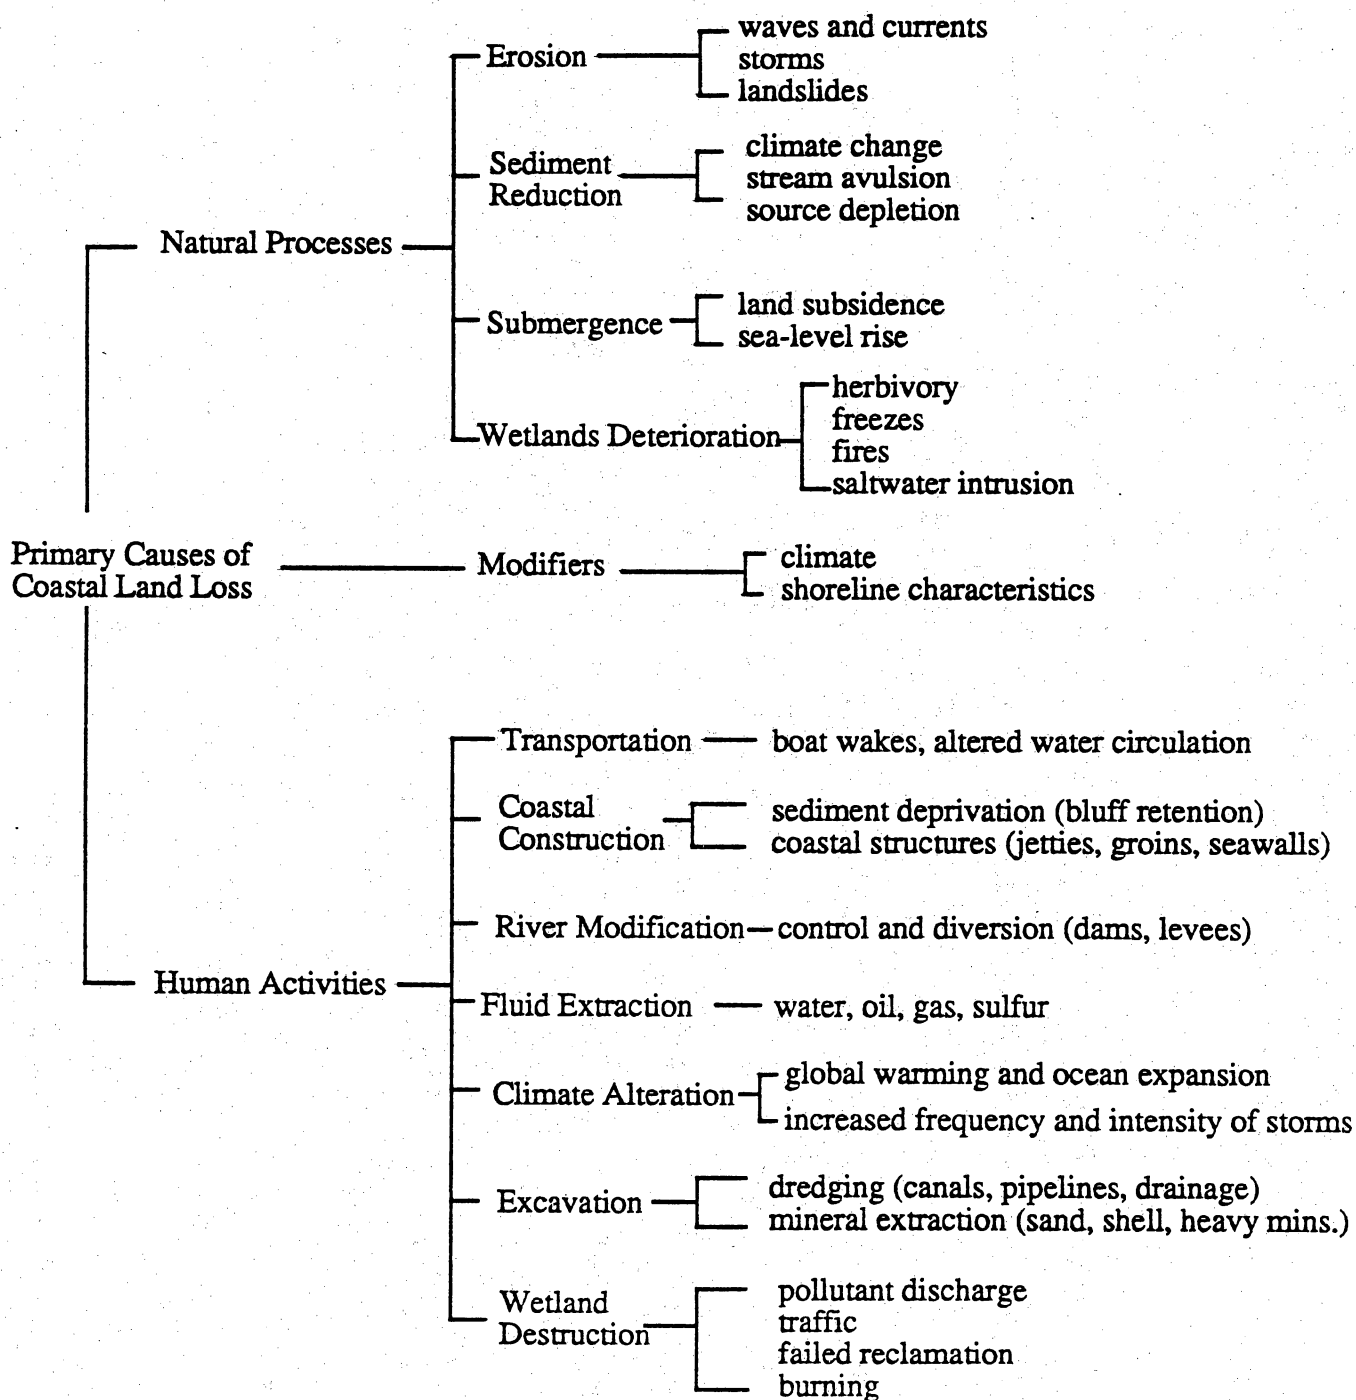 Primary Causes of
Coastal Land Loss
Natural Processes
Erosion
waves and currents
storms
landslides
Sediment
Reduction
climate change
stream avulsion
source depletion
Submergence
land subsidence
sea-level rise
Wetlands Deterioration
herbivory
freezes
fires
saltwater intrusion
Modifiers
climate
shoreline characteristics
Human Activities
Transportation
boat wakes, altered water circulation
Coastal
Construction
sediment deprivation (bluff retention)
coastal structures (jetties, groins, seawalls)
River Modification
control and diversion (dams, levees)
Fluid Extraction
water, oil, gas, sulfur
Climate Alteration
global warming and ocean expansion
increased frequency and intensity of storms
Excavation
dredging (canals, pipelines, drainage)
mineral extraction (sand, shell, heavy mins.)
Wetland
Destruction
pollutant discharge
traffic
failed reclamation
burning